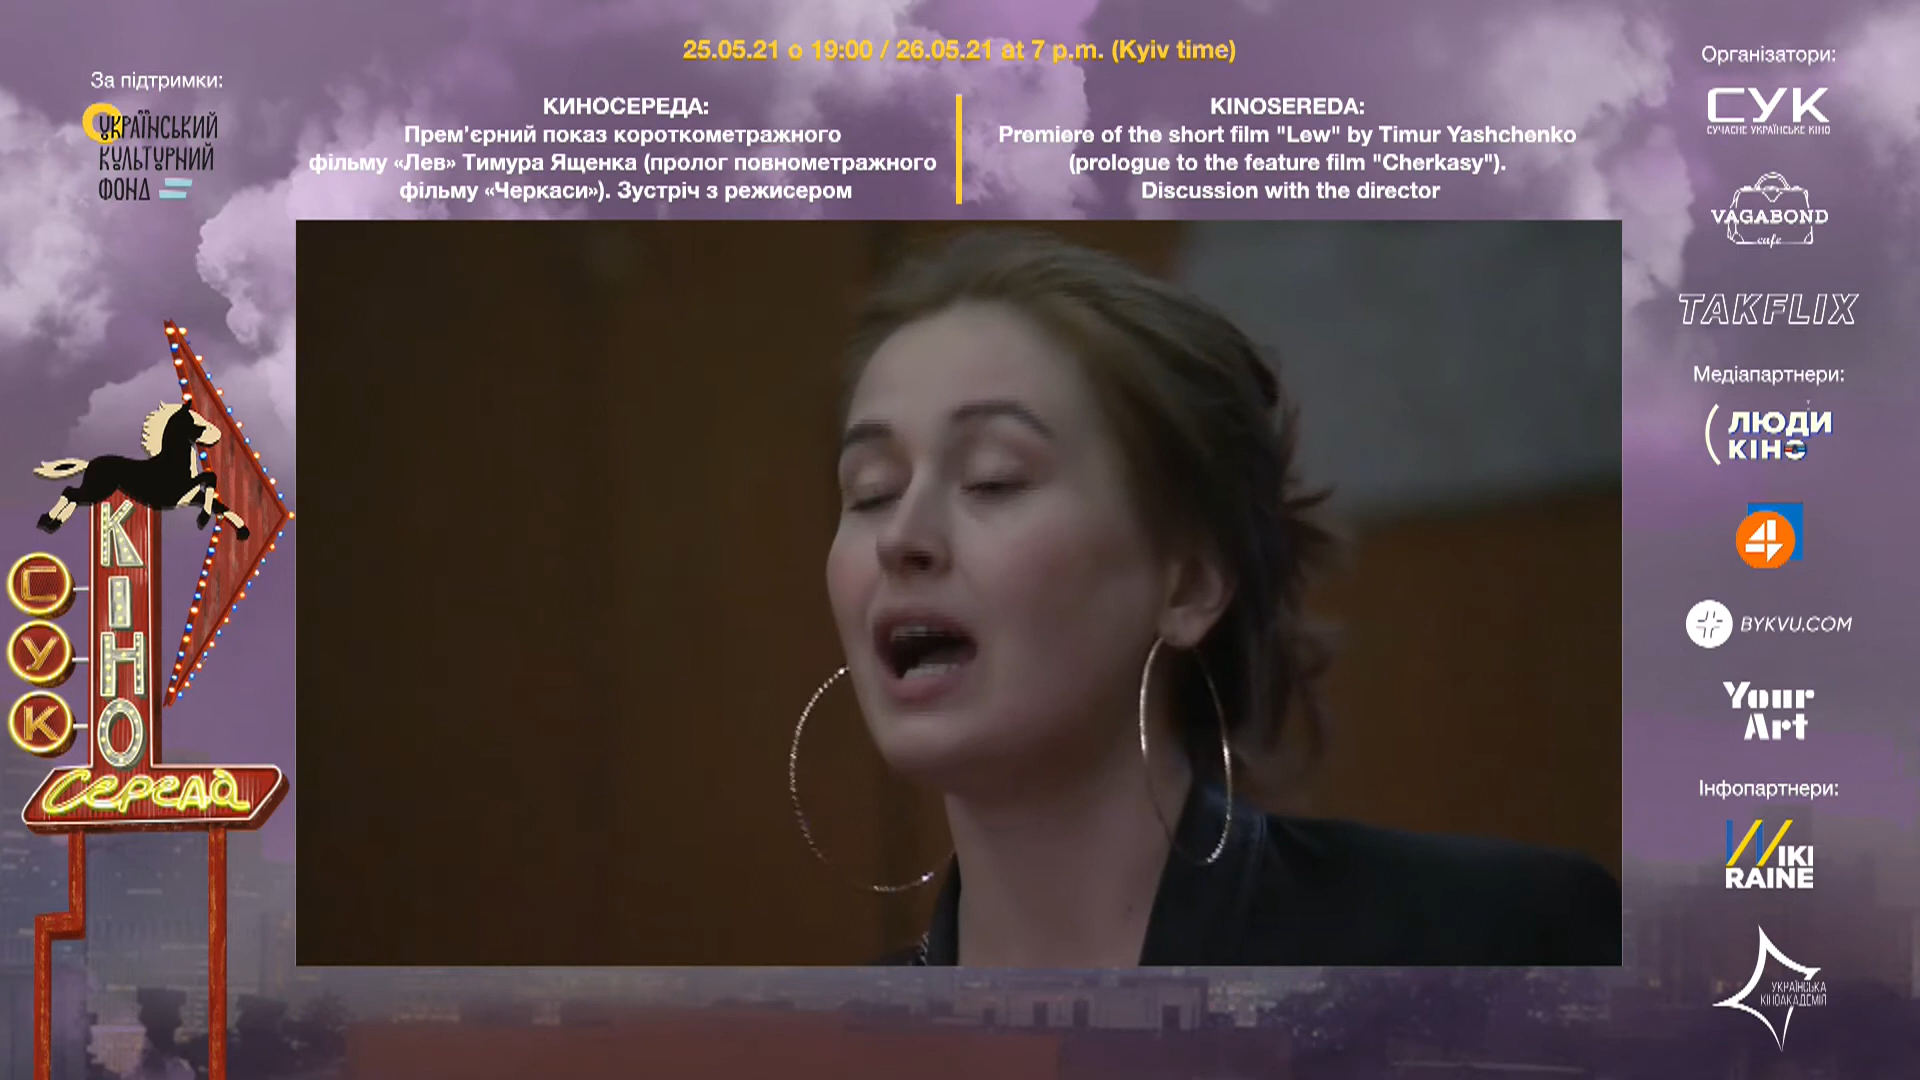 25.05.21 о 19:00 / 26.05.21 at 7 p.m. (Kyiv time)
За підтримки:
УКРАЇНСЬКИЙ
КУЛЬТУРНИЙ
ФОНД
КИНОСЕРЕДА:
Прем'єрний показ короткометражного
фільму «Лев» Тимура Ященка (пролог повнометражного
фільму «Черкаси»). Зустріч з режисером
KINOSEREDA:
Premiere of the short film "Lew" by Timur Yashchenko
(prologue to the feature film "Cherkasy").
Discussion with the director
КІНО
СУК
Середа
Організатори:
СУК
СУЧАСНЕ УКРАЇНСЬКЕ КІНО
VAGABOND
cafe
TAKFLIX
Медіапартнери:
ЛЮДИ
КІНО
4
BYKVU.COM
Your
Art
Інфопартнери:
WIKI
RAINE
УКРАЇНСЬКА
КІНОАКАДЕМІЯ